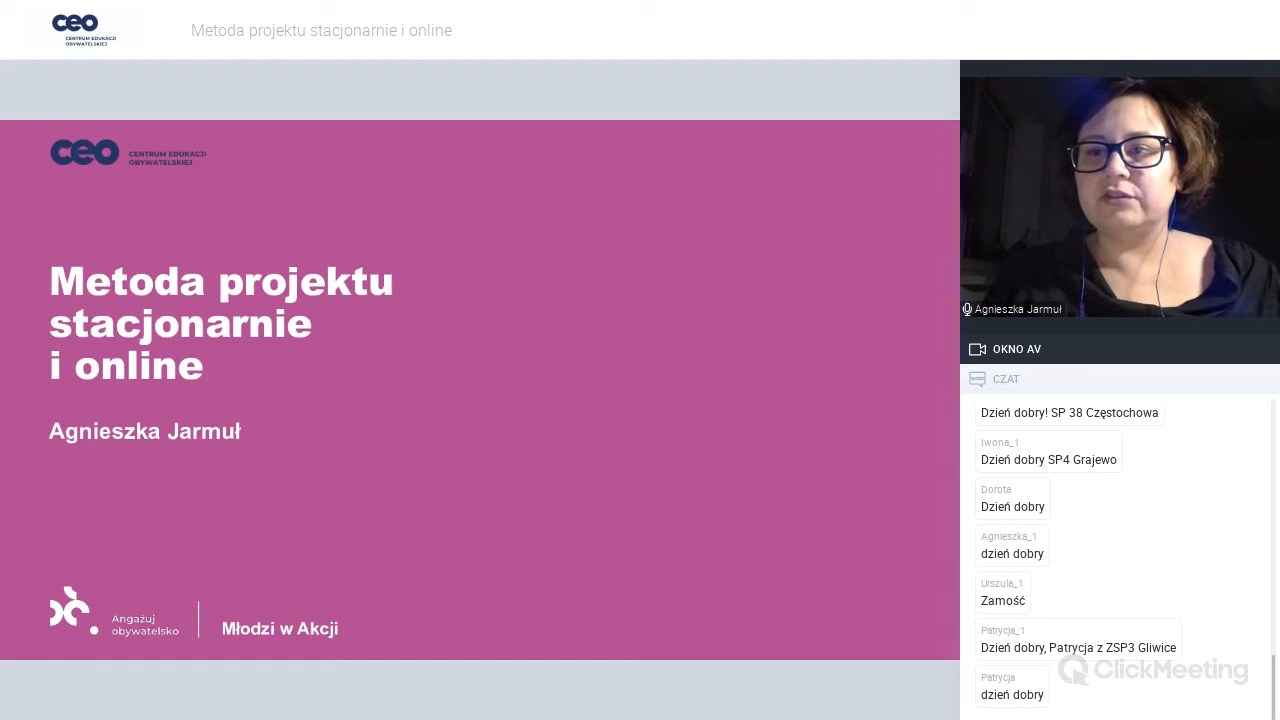 ceo
CENTRUM EDUKACJI
OBYWATELSKIEJ
Metoda projektu stacjonarnie i online
ceo
CENTRUM EDUKACJI
OBYWATELSKIEJ
Metoda projektu
stacjonarnie
i online
Agnieszka Jarmuł
Angażuj
obywatelsko
Młodzi w Akcji
Agnieszka Jarmuł
OKNO AV
CZAT
Dzień dobry! SP 38 Częstochowa
Iwona_1
Dzień dobry SP4 Grajewo
Dorota
Dzień dobry
Agnieszka_1
dzień dobry
Urszula_1
Zamość
Patrycja_1
Dzień dobry, Patrycja z ZSP3 Gliwice
Patrycja
dzień dobry
ClickMeeting